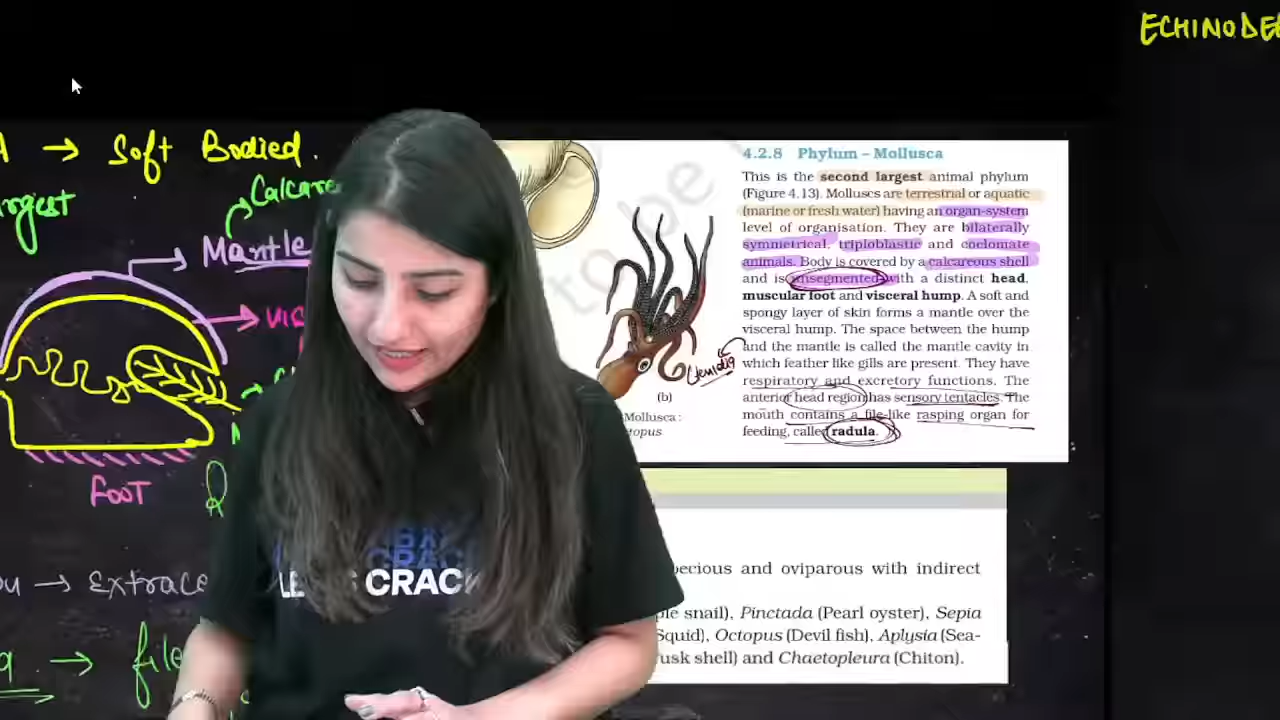 ECHINODE
→ Soft Bodied.
Calcare
Mantle
VIS
FOOT
→ Extrace
→ file
CRACK
to be
(b)
Mollusca :
topus
4.2.8 Phylum – Mollusca
This is the second largest animal phylum
(Figure 4.13). Molluscs are terrestrial or aquatic
(marine or fresh water) having an organ-system
level of organisation. They are bilaterally
symmetrical, triploblastic and coelomate
animals. Body is covered by a calcareous shell
and is unsegmented with a distinct head,
muscular foot and visceral hump. A soft and
spongy layer of skin forms a mantle over the
visceral hump. The space between the hump
and the mantle is called the mantle cavity in
which feather like gills are present. They have
respiratory and excretory functions. The
anterior head region has sensory tentacles. The
mouth contains a file-like rasping organ for
feeding, called radula.
oecious and oviparous with indirect
ple snail), Pinctada (Pearl oyster), Sepia
Squid), Octopus (Devil fish), Aplysia (Sea-
usk shell) and Chaetopleura (Chiton).